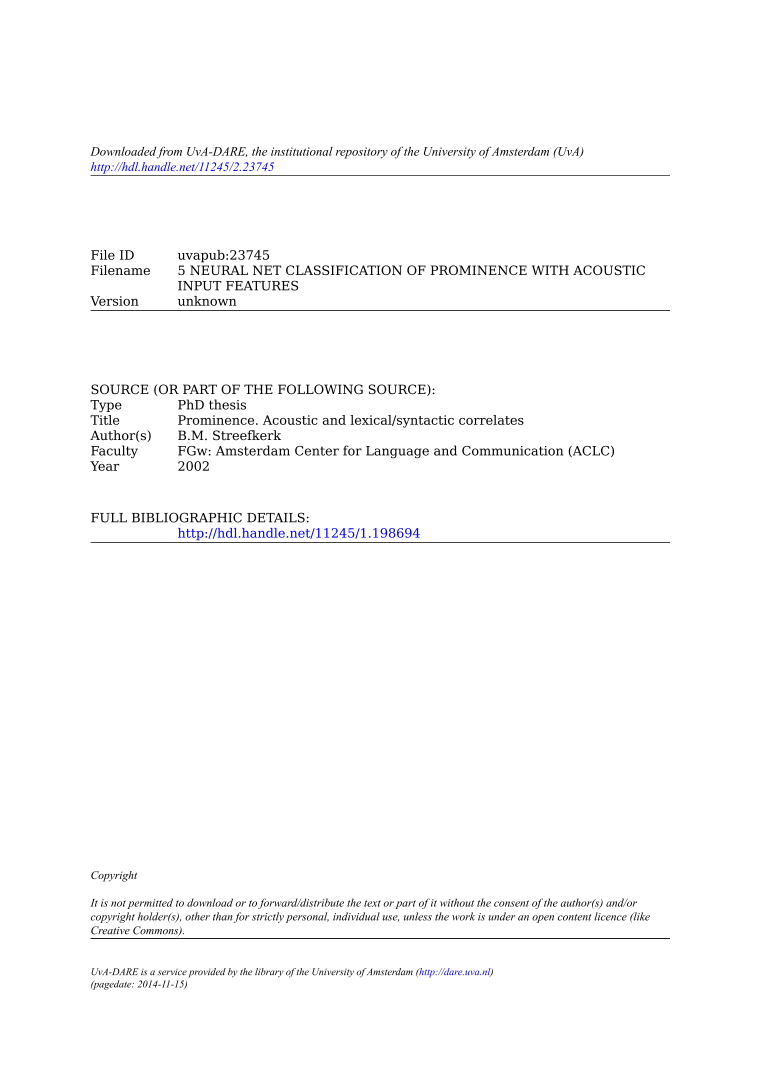 Downloaded from UvA-DARE, the institutional repository of the University of Amsterdam (UvA)
http://hdl.handle.net/11245/2.23745
File ID uvapub:23745
Filename 5 NEURAL NET CLASSIFICATION OF PROMINENCE WITH ACOUSTIC
INPUT FEATURES
Version unknown
SOURCE (OR PART OF THE FOLLOWING SOURCE):
Type PhD thesis
Title Prominence. Acoustic and lexical/syntactic correlates
Author(s) B.M. Streefkerk
Faculty FGw: Amsterdam Center for Language and Communication (ACLC)
Year 2002
FULL BIBLIOGRAPHIC DETAILS:
http://hdl.handle.net/11245/1.198694
Copyright
It is not permitted to download or to forward/distribute the text or part of it without the consent of the author(s) and/or
copyright holder(s), other than for strictly personal, individual use, unless the work is under an open content licence (like
Creative Commons).
UvA-DARE is a service provided by the library of the University of Amsterdam (http://dare.uva.nl)
(pagedate: 2014-11-15)